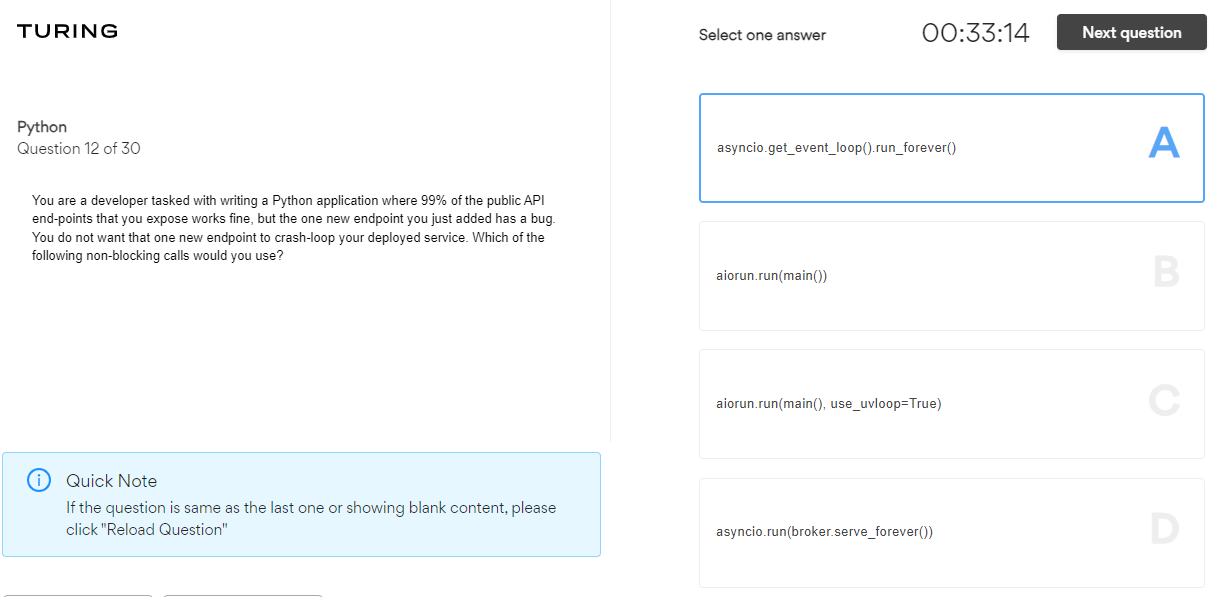 TURING
Select one answer
00:33:14
Next question
Python
Question 12 of 30
You are a developer tasked with writing a Python application where 99% of the public API
end-points that you expose works fine, but the one new endpoint you just added has a bug.
You do not want that one new endpoint to crash-loop your deployed service. Which of the
following non-blocking calls would you use?
asyncio.get_event_loop().run_forever()
A
aiorun.run(main())
B
aiorun.run(main(), use_uvloop=True)
C
asyncio.run(broker.serve_forever())
D
Quick Note
If the question is same as the last one or showing blank content, please
click "Reload Question"